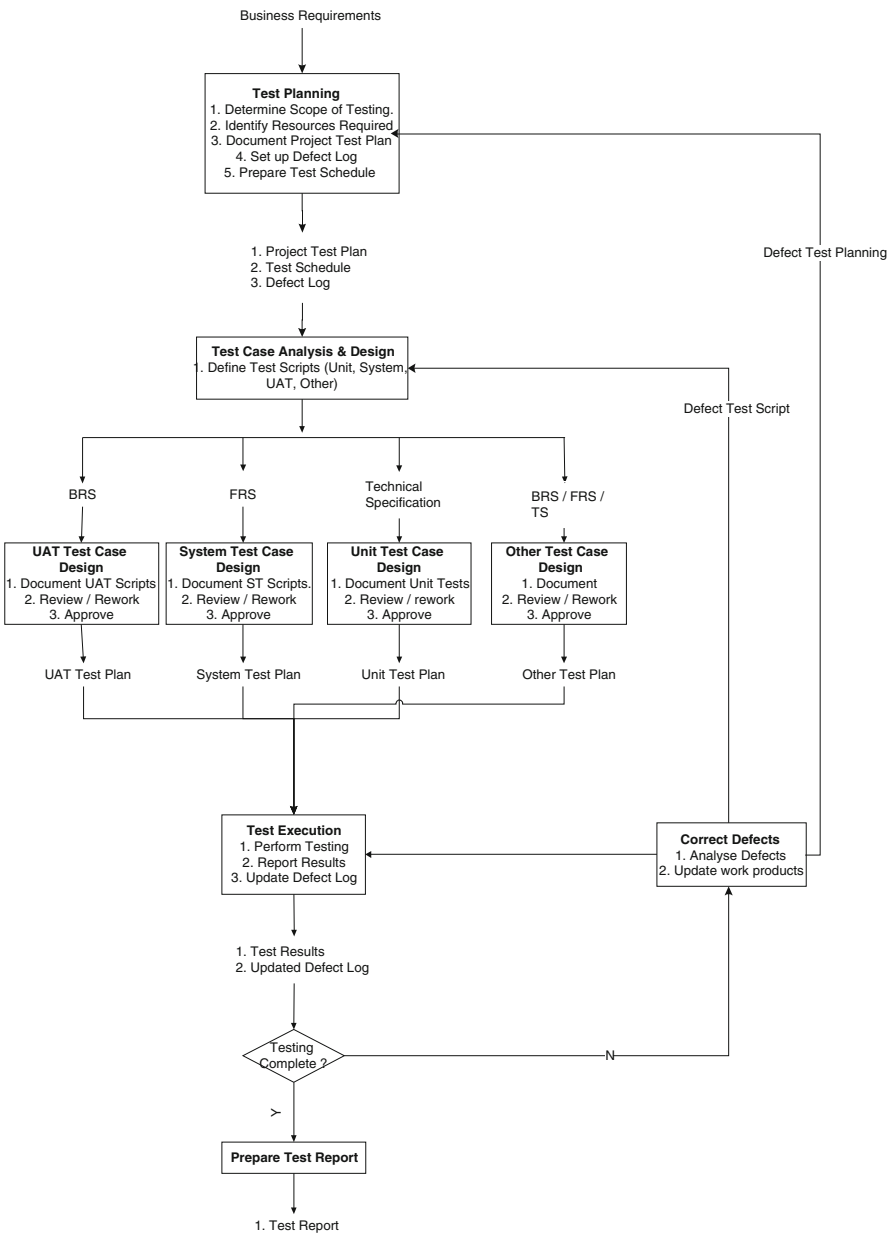 Business Requirements
Test Planning
1. Determine Scope of Testing.
2. Identify Resources Required
3. Document Project Test Plan
4. Set up Defect Log
5. Prepare Test Schedule
Defect Test Planning
1. Project Test Plan
2. Test Schedule
3. Defect Log
Test Case Analysis & Design
1. Define Test Scripts (Unit, System,
UAT, Other)
Defect Test Script
BRS
FRS
Technical
Specification
BRS / FRS /
TS
UAT Test Case
Design
1. Document UAT Scripts
2. Review / Rework
3. Approve
System Test Case
Design
1. Document ST Scripts.
2. Review / Rework
3. Approve
Unit Test Case
Design
1. Document Unit Tests
2. Review / rework
3. Approve
Other Test Case
Design
1. Document
2. Review / Rework
3. Approve
UAT Test Plan
System Test Plan
Unit Test Plan
Other Test Plan
Test Execution
1. Perform Testing
2. Report Results
3. Update Defect Log
Correct Defects
1. Analyse Defects
2. Update work products
1. Test Results
2. Updated Defect Log
Testing
Complete ?
N
Y
Prepare Test Report
1. Test Report